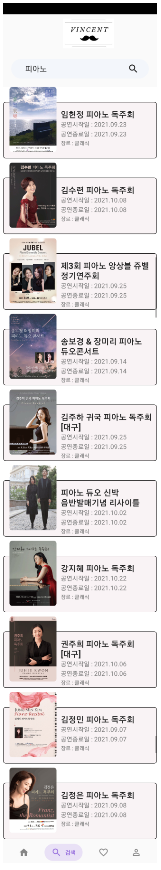 VINCENT
피아노
임현정 피아노 독주회
공연시작일 : 2021.09.23
공연종료일 : 2021.09.23
장르 : 클래식
김수련 피아노 독주회
공연시작일 : 2021.10.08
공연종료일 : 2021.10.08
장르 : 클래식
JUBEL
제3회 피아노 앙상블 쥬벨
정기연주회
공연시작일 : 2021.09.25
공연종료일 : 2021.09.25
장르 : 클래식
송보경 & 장미리 피아노
듀오콘서트
공연시작일 : 2021.09.14
공연종료일 : 2021.09.14
장르 : 클래식
김주하 귀국 피아노 독주회
[대구]
공연시작일 : 2021.09.25
공연종료일 : 2021.09.25
장르 : 클래식
피아노 듀오 신박
음반발매기념 리사이틀
공연시작일 : 2021.10.02
공연종료일 : 2021.10.02
장르 : 클래식
강지혜 피아노 독주회
공연시작일 : 2021.10.22
공연종료일 : 2021.10.22
장르 : 클래식
권주희 피아노 독주회
[대구]
공연시작일 : 2021.10.06
공연종료일 : 2021.10.06
장르 : 클래식
김정민 피아노 독주회
공연시작일 : 2021.09.07
공연종료일 : 2021.09.07
장르 : 클래식
김정은 피아노 독주회
공연시작일 : 2021.09.08
공연종료일 : 2021.09.08
장르 : 클래식
검색